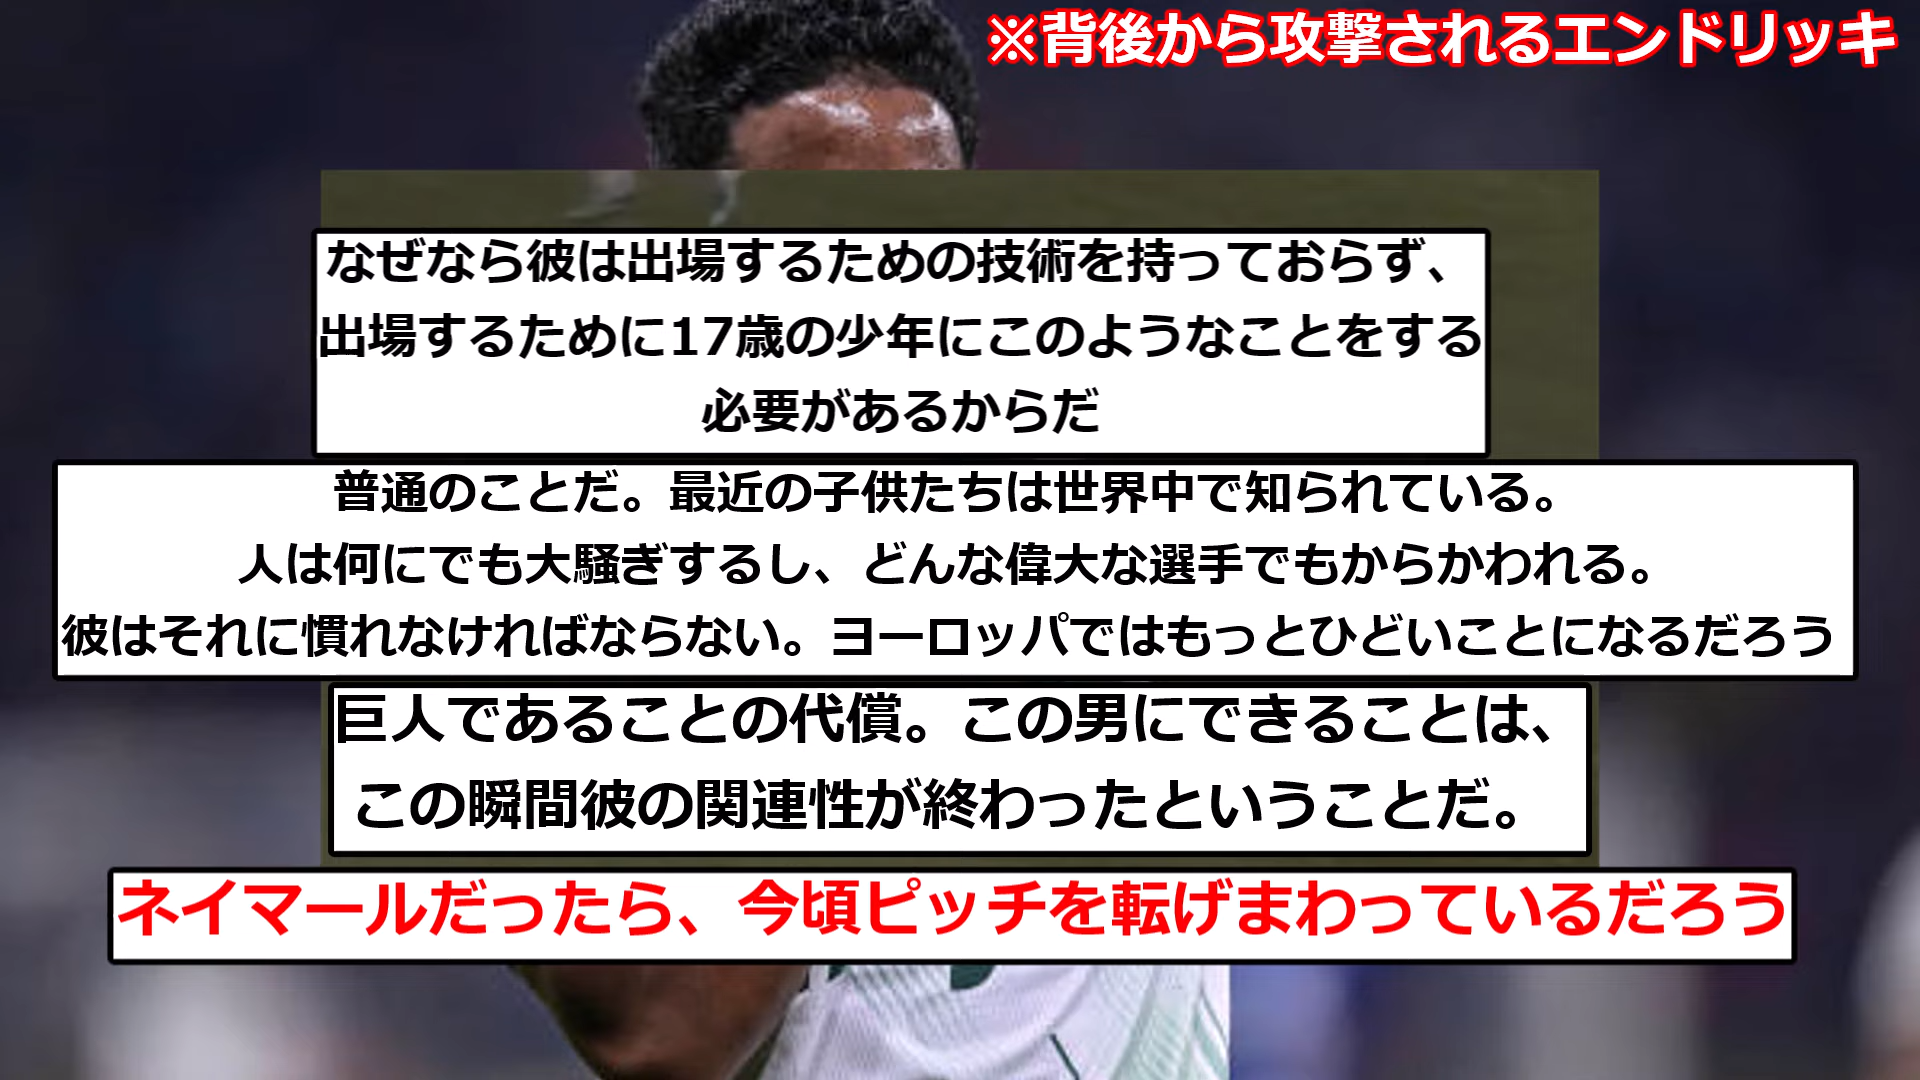 ※背後から攻撃されるエンドリッキ
なぜなら彼は出場するための技術を持っておらず、
出場するために17歳の少年にこのようなことをする
必要があるからだ
普通のことだ。最近の子供たちは世界中で知られている。
人は何にでも大騒ぎするし、どんな偉大な選手でもからかわれる。
彼はそれに慣れなければならない。ヨーロッパではもっとひどいことになるだろう
巨人であることの代償。この男にできることは、
この瞬間彼の関連性が終わったということだ。
ネイマールだったら、今頃ピッチを転げまわっているだろう